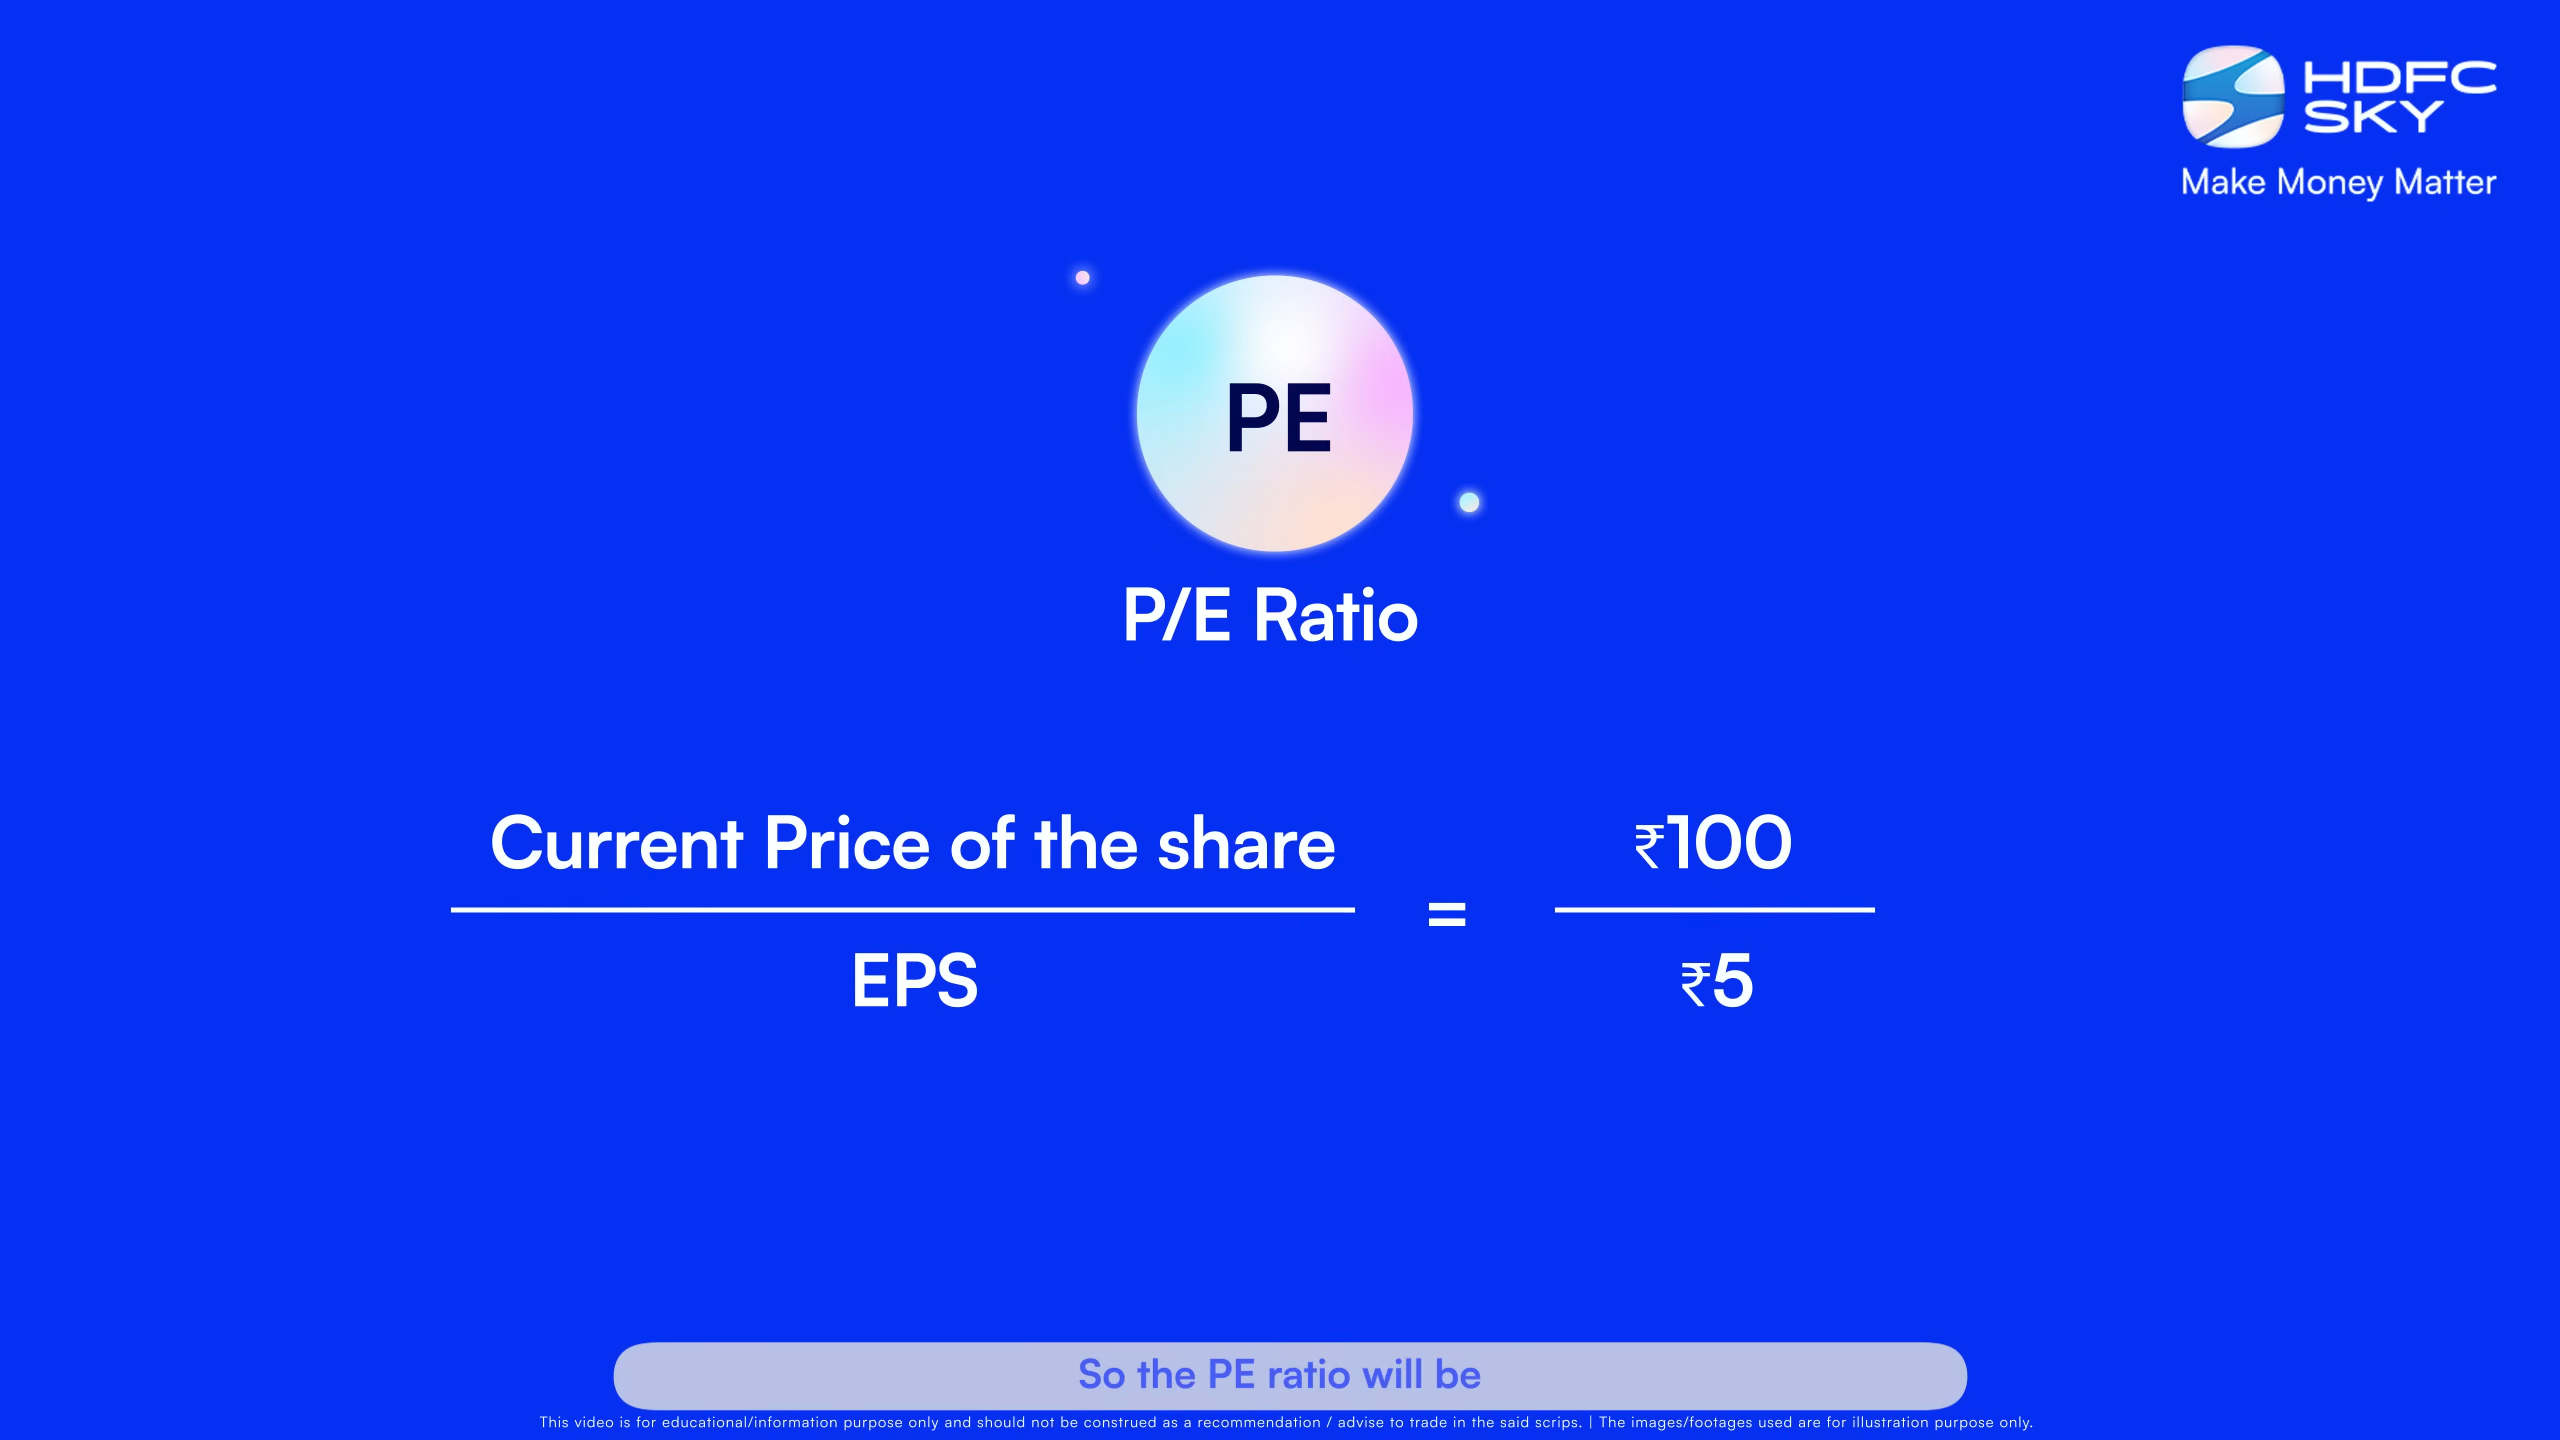 HDFC
SKY
Make Money Matter
PE
P/E Ratio
Current Price of the share
EPS
=
₹100
₹5
So the PE ratio will be
This video is for educational/information purpose only and should not be construed as a recommendation / advise to trade in the said scrips. | The images/footages used are for illustration purpose only.